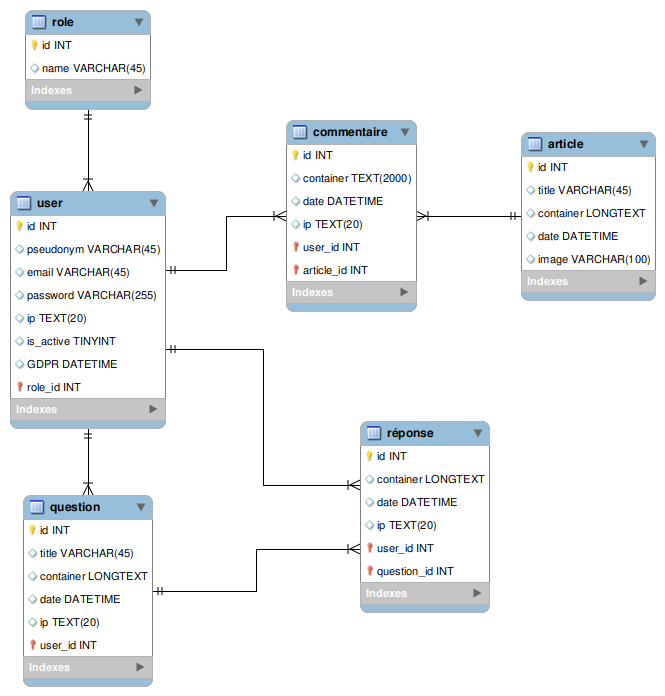 role
id INT
name VARCHAR(45)
Indexes
user
id INT
pseudonym VARCHAR(45)
email VARCHAR(45)
password VARCHAR(255)
ip TEXT(20)
is_active TINYINT
GDPR DATETIME
role_id INT
Indexes
commentaire
id INT
container TEXT(2000)
date DATETIME
ip TEXT(20)
user_id INT
article_id INT
Indexes
article
id INT
title VARCHAR(45)
container LONGTEXT
date DATETIME
image VARCHAR(100)
Indexes
réponse
id INT
container LONGTEXT
date DATETIME
ip TEXT(20)
user_id INT
question_id INT
Indexes
question
id INT
title VARCHAR(45)
container LONGTEXT
date DATETIME
ip TEXT(20)
user_id INT
Indexes